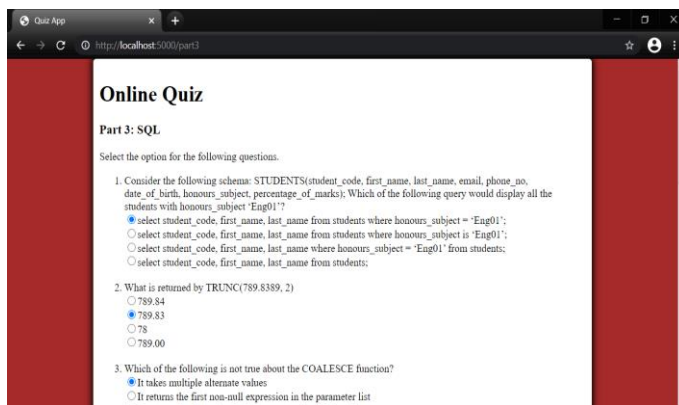 Quiz App
http://localhost:5000/part3
Online Quiz
Part 3: SQL
Select the option for the following questions.
1. Consider the following schema: STUDENTS(student_code, first_name, last_name, email, phone_no,
date_of_birth, honours_subject, percentage_of_marks); Which of the following query would display all the
students with honours_subject ‘Eng01’?
select student_code, first_name, last_name from students where honours_subject = ‘Eng01’;
select student_code, first_name, last_name from students where honours_subject is ‘Eng01’;
select student_code, first_name, last_name where honours_subject = ‘Eng01’ from students;
select student_code, first_name, last_name from students;
2. What is returned by TRUNC(789.8389, 2)
789.84
789.83
78
789.00
3. Which of the following is not true about the COALESCE function?
It takes multiple alternate values
It returns the first non-null expression in the parameter list